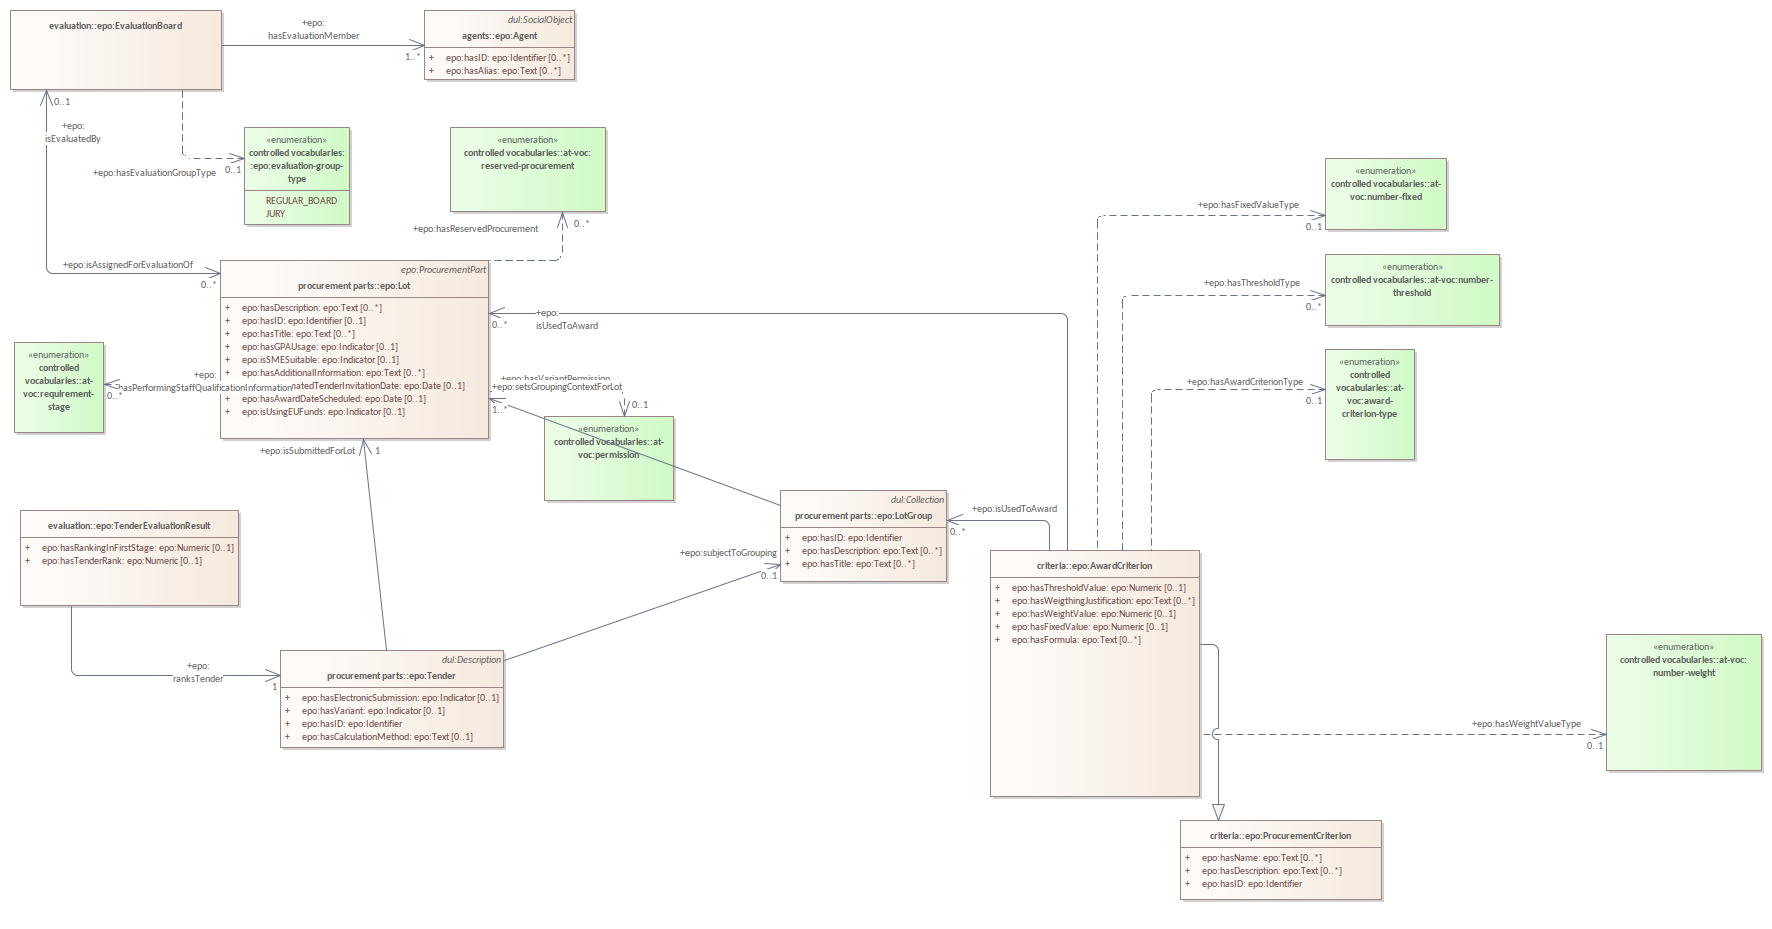 evaluation::epo:EvaluationBoard
+epo:
hasEvaluationMember
1..*
dul:SocialObject
agents::epo:Agent
+ epo:hasID: epo:Identifier [0..*]
+ epo:hasAlias: epo:Text [0..*]
0..1
+epo:
isEvaluatedBy
+epo:hasEvaluationGroupType
0..1
«enumeration»
controlled vocabularies:
:epo:evaluation-group-
type
REGULAR_BOARD
JURY
«enumeration»
controlled vocabularies::at-voc:
reserved-procurement
+epo:hasReservedProcurement
0..*
+epo:isAssignedForEvaluationOf
0..*
epo:ProcurementPart
procurement parts::epo:Lot
+ epo:hasDescription: epo:Text [0..*]
+ epo:hasID: epo:Identifier [0..1]
+ epo:hasTitle: epo:Text [0..*]
+ epo:hasGPAUsage: epo:Indicator [0..1]
+ epo:isSMESuitable: epo:Indicator [0..1]
+ epo:hasAdditionalInformation: epo:Text [0..*]
natedTenderInvitationDate: epo:Date [0..1]
+ epo:hasAwardDateScheduled: epo:Date [0..1]
+ epo:isUsingEUFunds: epo:Indicator [0..1]
«enumeration»
controlled
vocabularies::at-
voc:requirement-
stage
+epo:
hasPerformingStaffQualificationInformation
0..*
0..*
+epo:
isUsedToAward
+epo:hasVariantPermission
+epo:setsGroupingContextForLot
1..*
0..1
«enumeration»
controlled vocabularies::at-
voc:permission
+epo:isSubmittedForLot
1
«enumeration»
controlled vocabularies::at-
voc:number-fixed
+epo:hasFixedValueType
0..1
«enumeration»
controlled vocabularies::at-voc:number-
threshold
+epo:hasThresholdType
0..*
«enumeration»
controlled
vocabularies::at-
voc:award-
criterion-type
+epo:hasAwardCriterionType
0..1
evaluation::epo:TenderEvaluationResult
+ epo:hasRankingInFirstStage: epo:Numeric [0..1]
+ epo:hasTenderRank: epo:Numeric [0..1]
+epo:
ranksTender
1
dul:Description
procurement parts::epo:Tender
+ epo:hasElectronicSubmission: epo:Indicator [0..1]
+ epo:hasVariant: epo:Indicator [0..1]
+ epo:hasID: epo:Identifier
+ epo:hasCalculationMethod: epo:Text [0..1]
+epo:subjectToGrouping
0..1
dul:Collection
procurement parts::epo:LotGroup
+ epo:hasID: epo:Identifier
+ epo:hasDescription: epo:Text [0..*]
+ epo:hasTitle: epo:Text [0..*]
+epo:isUsedToAward
0..*
criteria::epo:AwardCriterion
+ epo:hasThresholdValue: epo:Numeric [0..1]
+ epo:hasWeigthingJustification: epo:Text [0..*]
+ epo:hasWeightValue: epo:Numeric [0..1]
+ epo:hasFixedValue: epo:Numeric [0..1]
+ epo:hasFormula: epo:Text [0..*]
+epo:hasWeightValueType
0..1
«enumeration»
controlled vocabularies::at-voc:
number-weight
criteria::epo:ProcurementCriterion
+ epo:hasName: epo:Text [0..*]
+ epo:hasDescription: epo:Text [0..*]
+ epo:hasID: epo:Identifier